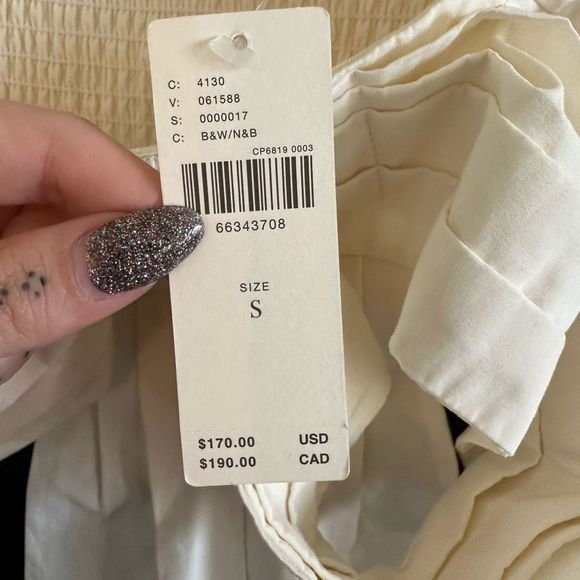 C: 4130
V: 061588
S: 0000017
C: B&W/N&B
CP6819 0003
66343708
SIZE
S
$170.00 USD
$190.00 CAD